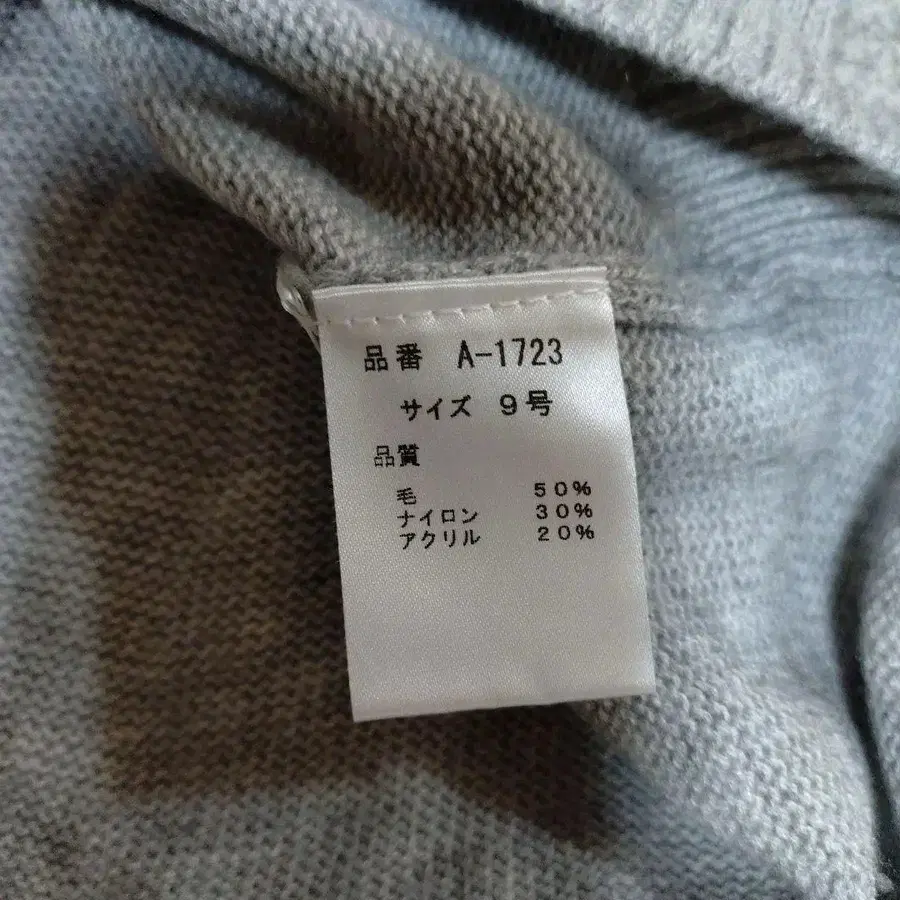 品番 A-1723
サイズ 9号
品質
毛 50%
ナイロン 30%
アクリル 20%